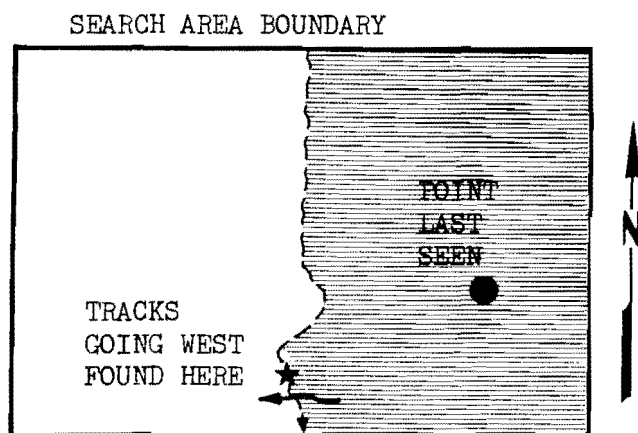 SEARCH AREA BOUNDARY
POINT
LAST
SEEN
N
TRACKS
GOING WEST
FOUND HERE